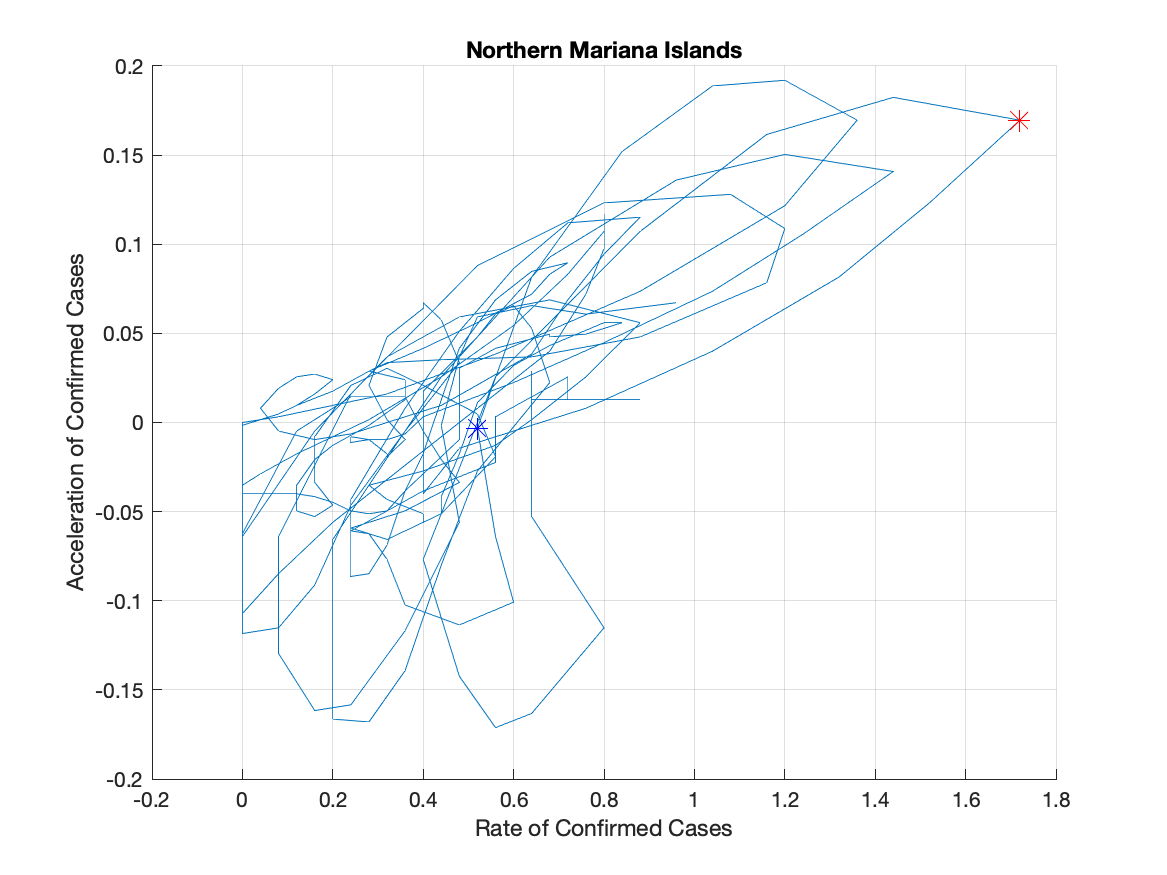 Northern Mariana Islands
0.2
0.15
0.1
0.05
0
-0.05
-0.1
-0.15
-0.2
Acceleration of Confirmed Cases
-0.2 0 0.2 0.4 0.6 0.8 1 1.2 1.4 1.6 1.8
Rate of Confirmed Cases